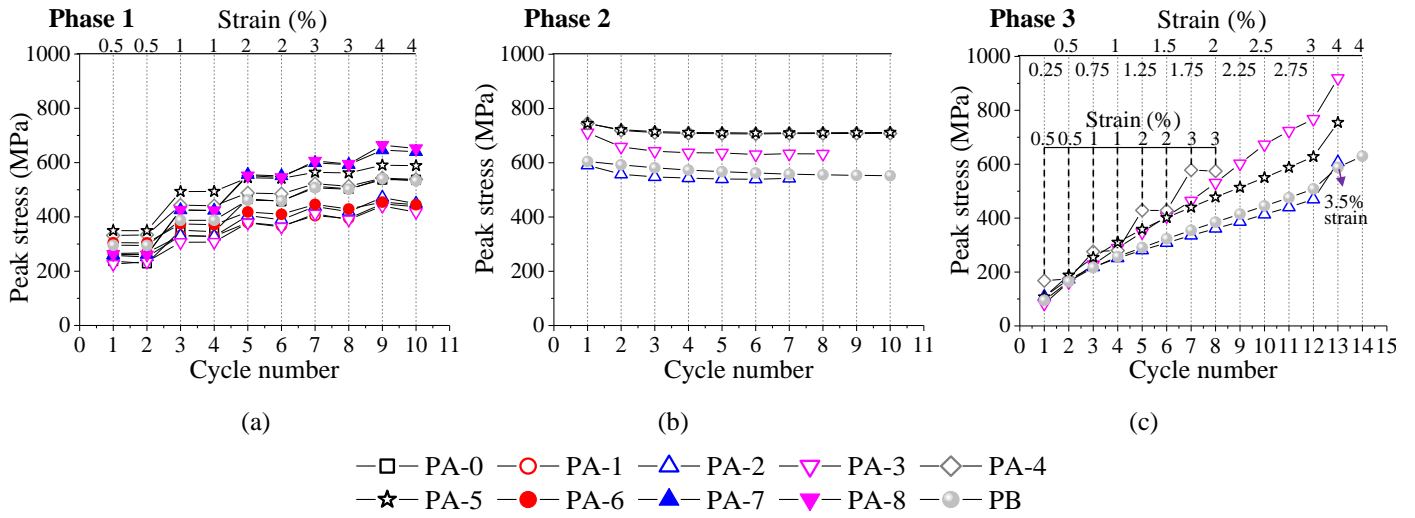 Phase 1
Strain (%)
0.5 0.5 1 1 2 2 3 3 4 4
1000
800
600
400
200
0
Peak stress (MPa)
0 1 2 3 4 5 6 7 8 9 10 11
Cycle number
(a)
Phase 2
1000
800
600
400
200
0
Peak stress (MPa)
0 1 2 3 4 5 6 7 8 9 10 11
Cycle number
(b)
Phase 3
Strain (%)
0.5 1 1.5 2 2.5 3 4 4
0.25 0.75 1.25 1.75 2.25 2.75
1000
800
600
400
200
0
Peak stress (MPa)
Strain (%)
0.5 0.5 1 1 2 2 3 3
3.5%
strain
0 1 2 3 4 5 6 7 8 9 10 11 12 13 14 15
Cycle number
(c)
PA-0 PA-1 PA-2 PA-3 PA-4
PA-5 PA-6 PA-7 PA-8 PB